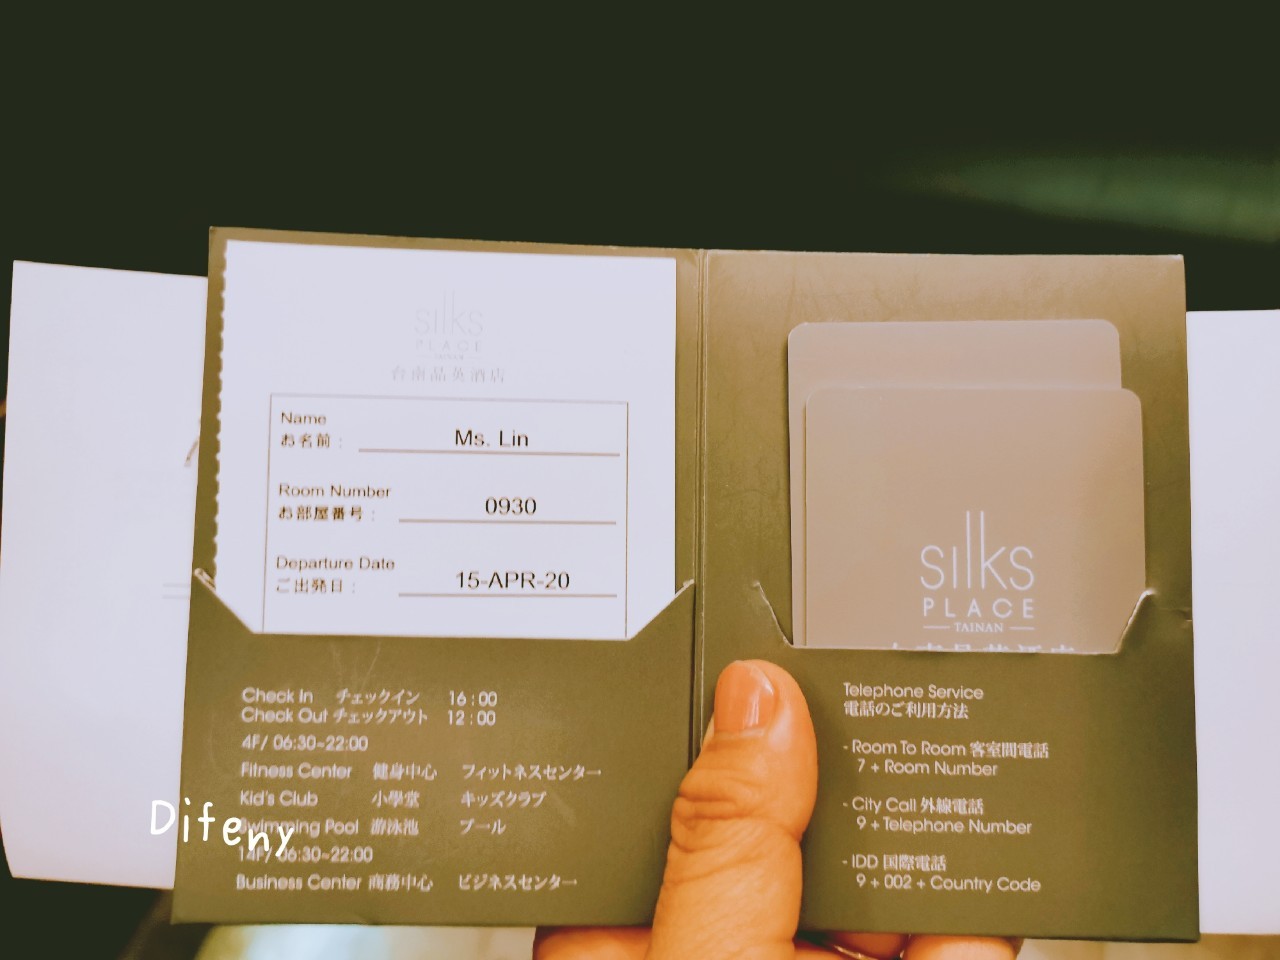 silks
PLACE
TAINAN
台南晶英酒店
Name
お名前 : Ms. Lin
Room Number
お部屋番号 : 0930
Departure Date
ご出発日 : 15-APR-20
Check In チェックイン 16 : 00
Check Out チェックアウト 12 : 00
4F/ 06:30~22:00
Fitness Center 健身中心 フィットネスセンター
Kid's Club 小學堂 キッズクラブ
Swimming Pool 游泳池 プール
14F/ 06:30~22:00
Business Center 商務中心 ビジネスセンター
Difeny
silks
PLACE
TAINAN
Telephone Service
電話のご利用方法
- Room To Room 客室間電話
7 + Room Number
- City Call 外線電話
9 + Telephone Number
- IDD 国際電話
9 + 002 + Country Code